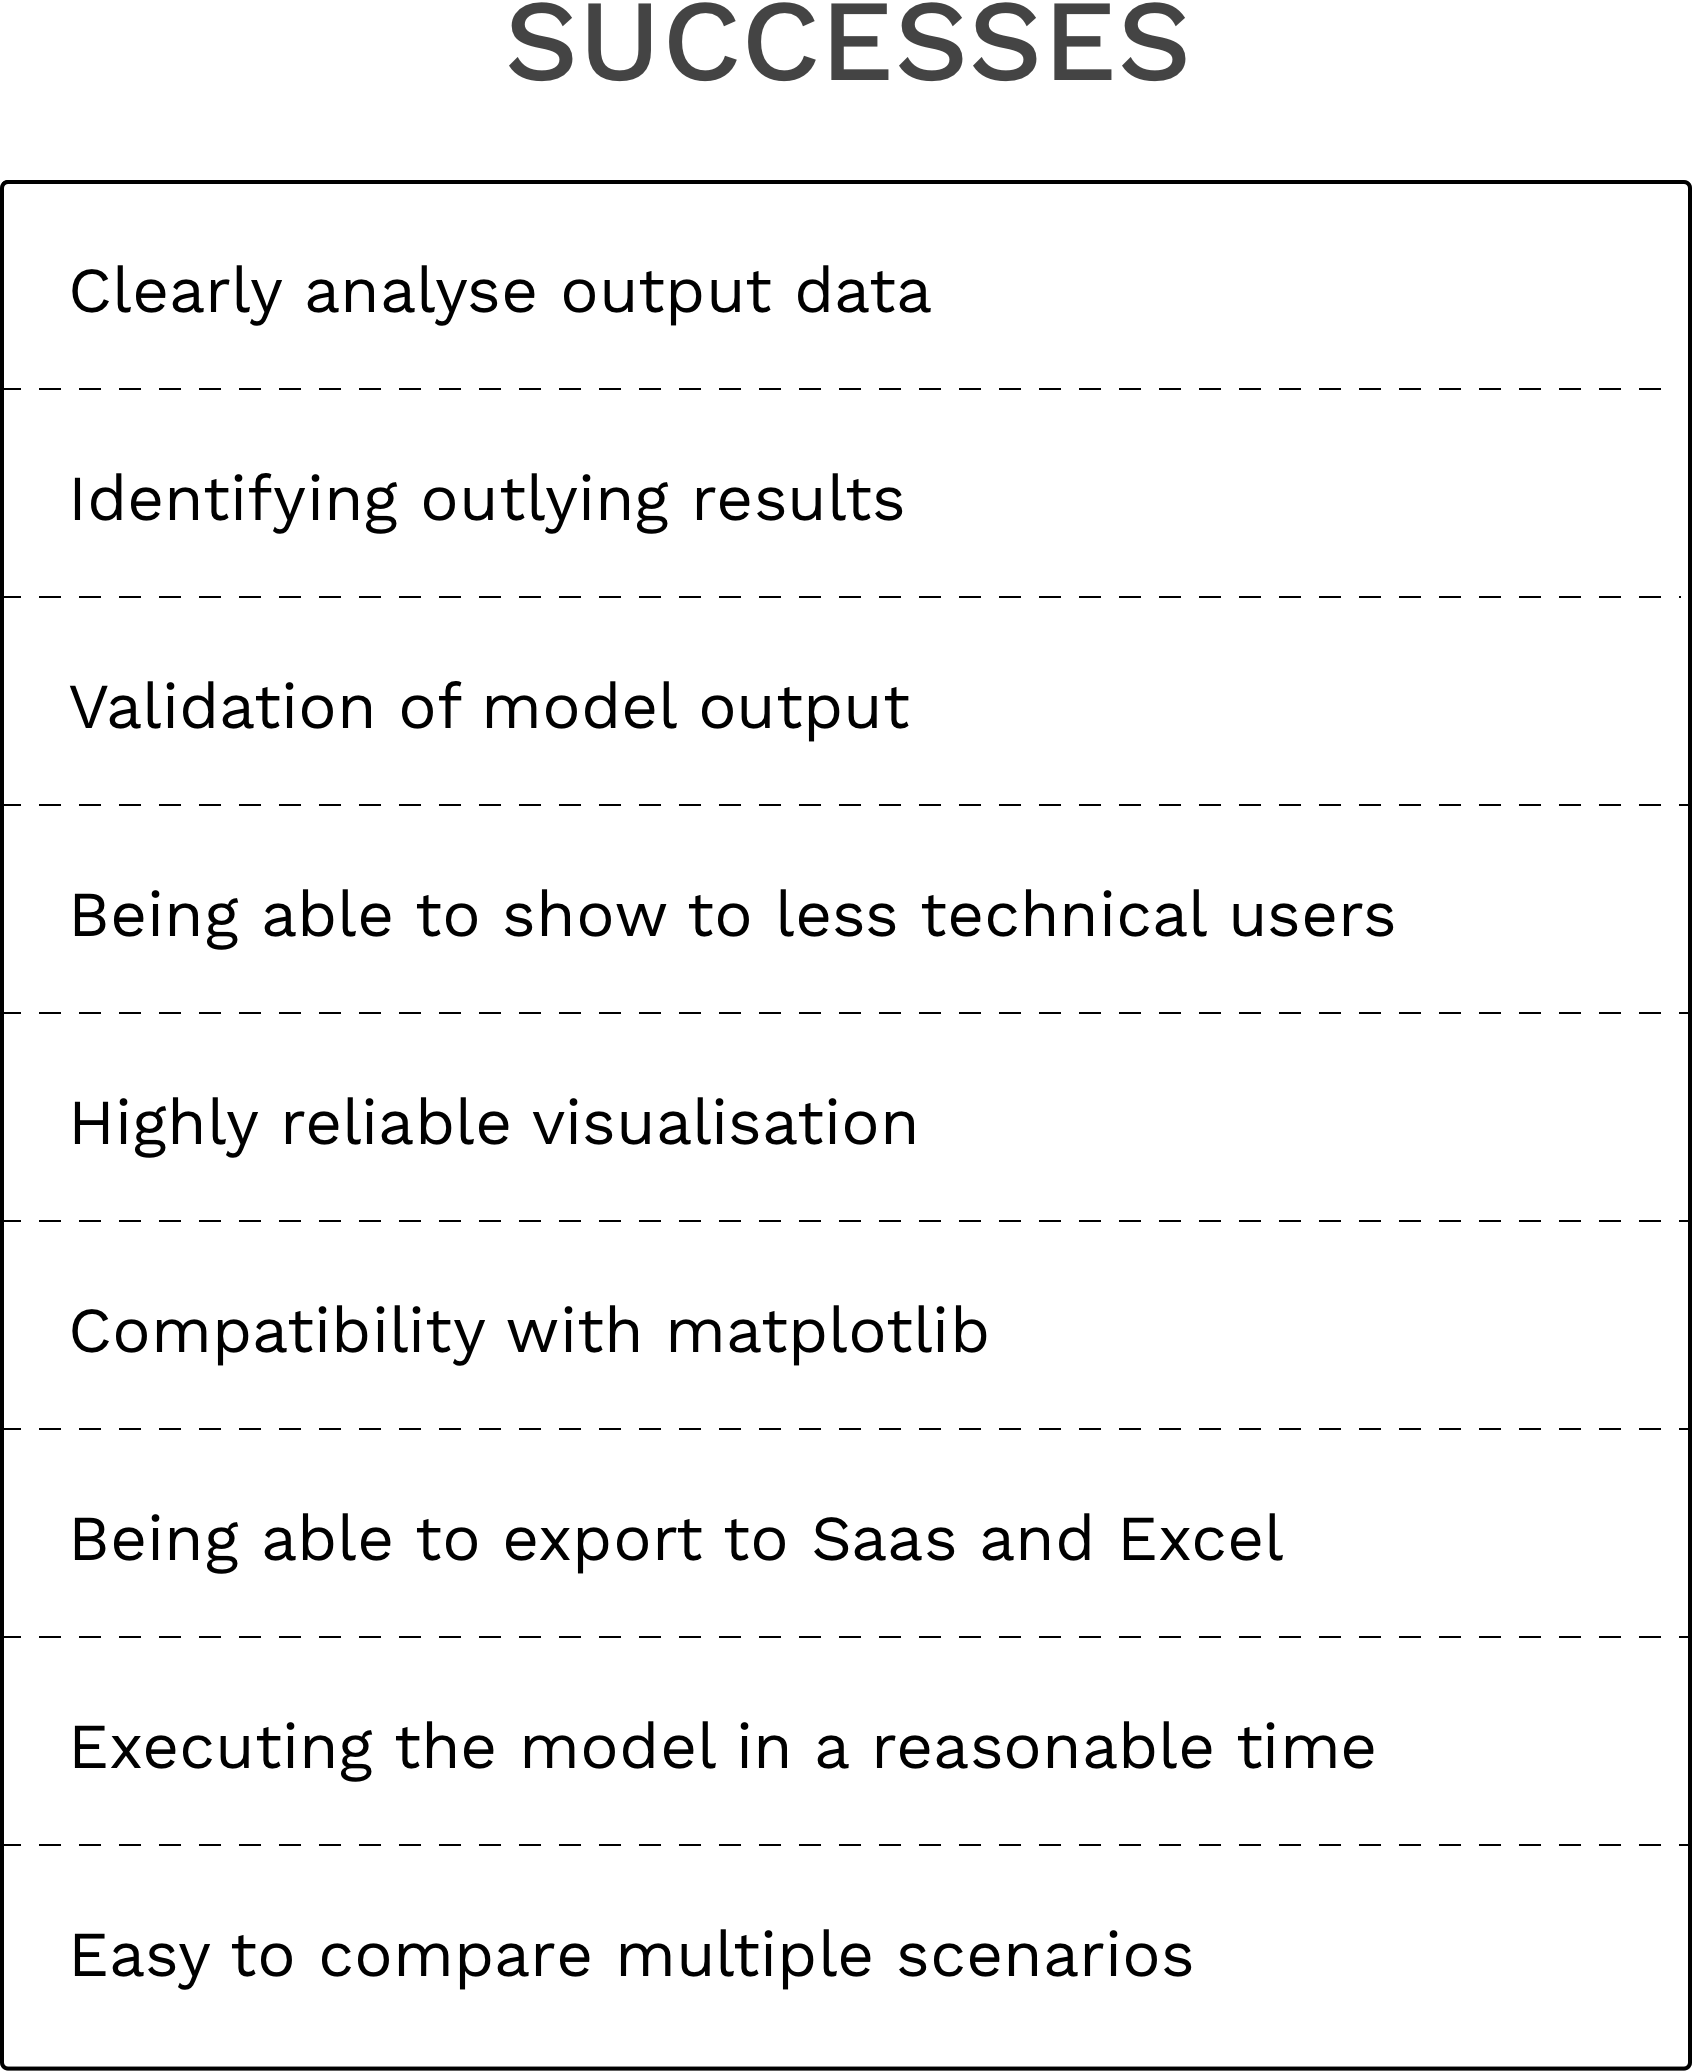 SUCCESSES
Clearly analyse output data
Identifying outlying results
Validation of model output
Being able to show to less technical users
Highly reliable visualisation
Compatibility with matplotlib
Being able to export to Saas and Excel
Executing the model in a reasonable time
Easy to compare multiple scenarios